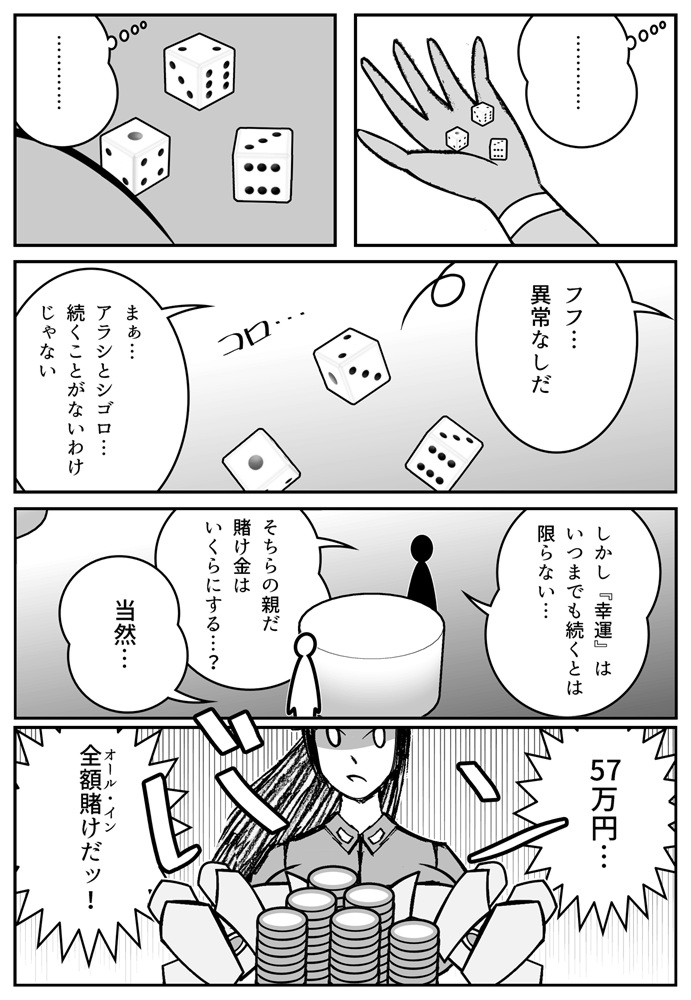 …………
…………
フフ…
異常なしだ
コロ…
まぁ…
アラシとシゴロ…
続くことがないわけ
じゃない
しかし『幸運』は
いつまでも続くとは
限らない…
そちらの親だ
賭け金は
いくらにする…？
当然…
57万円…
バンッ
全額賭けだッ！
オール・イン